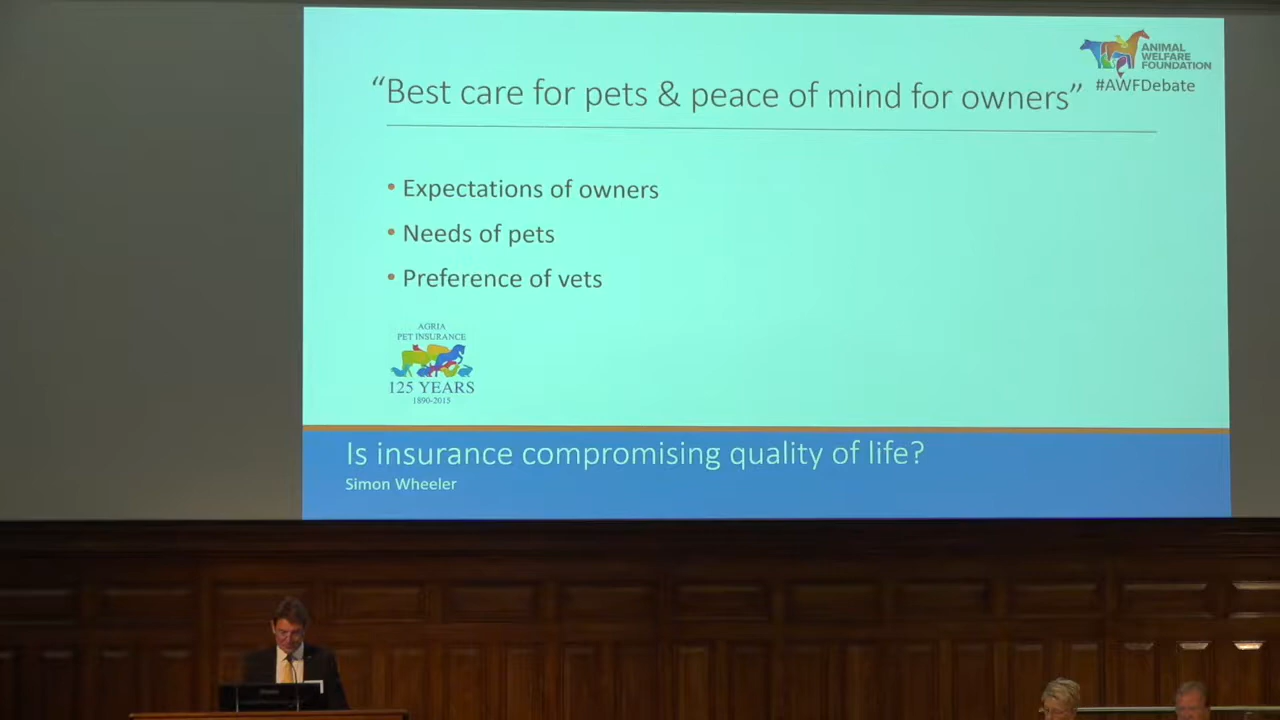 ANIMAL
WELFARE
FOUNDATION
#AWFDebate
“Best care for pets & peace of mind for owners”
• Expectations of owners
• Needs of pets
• Preference of vets
AGRIA
PET INSURANCE
125 YEARS
1890-2015
Is insurance compromising quality of life?
Simon Wheeler